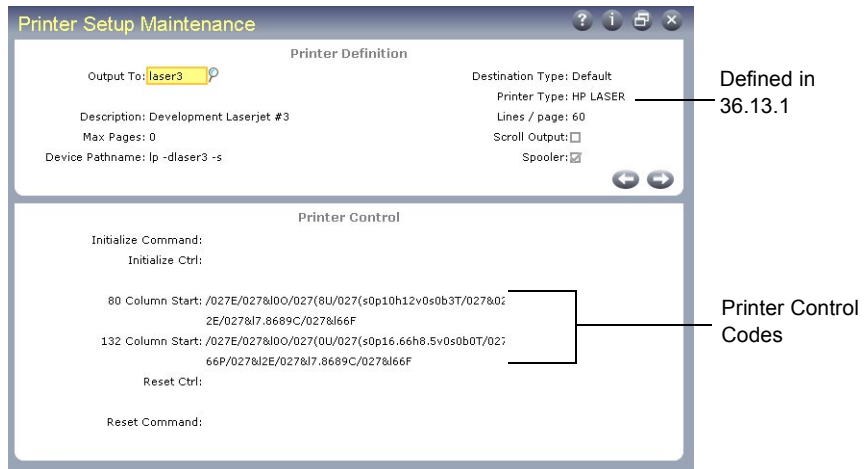 Printer Setup Maintenance
? i
Printer Definition
Output To: laser3
Destination Type: Default
Printer Type: HP LASER
Description: Development Laserjet #3
Lines / page: 60
Max Pages: 0
Scroll Output:
Device Pathname: lp -dlaser3 -s
Spooler:
Defined in
36.13.1
Printer Control
Initialize Command:
Initialize Ctrl:
80 Column Start: /027E/027&l0O/027(8U/027(s0p10h12v0s0b3T/027&02
2E/027&l7.8689C/027&l66F
132 Column Start: /027E/027&l0O/027(0U/027(s0p16.66h8.5v0s0b0T/027
66P/027&l2E/027&l7.8689C/027&l66F
Reset Ctrl:
Reset Command:
Printer Control
Codes